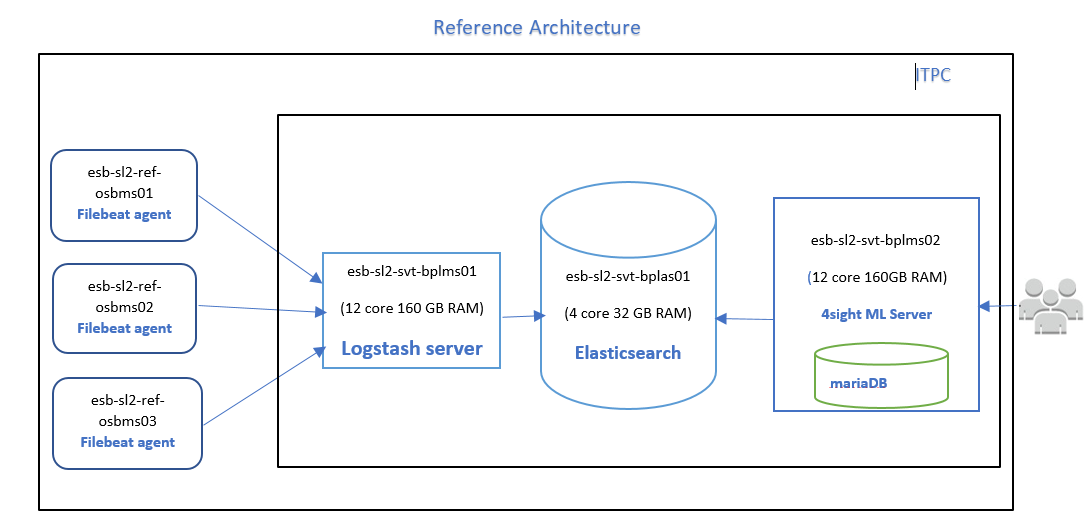 Reference Architecture
ITPC
esb-sl2-ref-
osbms01
Filebeat agent
esb-sl2-ref-
osbms02
Filebeat agent
esb-sl2-ref-
osbms03
Filebeat agent
esb-sl2-svt-bplms01
(12 core 160 GB RAM)
Logstash server
esb-sl2-svt-bplas01
(4 core 32 GB RAM)
Elasticsearch
esb-sl2-svt-bplms02
(12 core 160GB RAM)
4sight ML Server
mariaDB